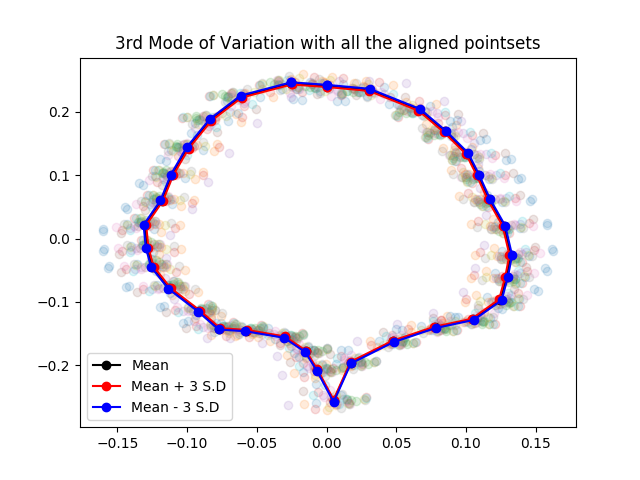 3rd Mode of Variation with all the aligned pointsets
0.2
0.1
0.0
−0.1
−0.2
Mean
Mean + 3 S.D
Mean - 3 S.D
−0.15 −0.10 −0.05 0.00 0.05 0.10 0.15